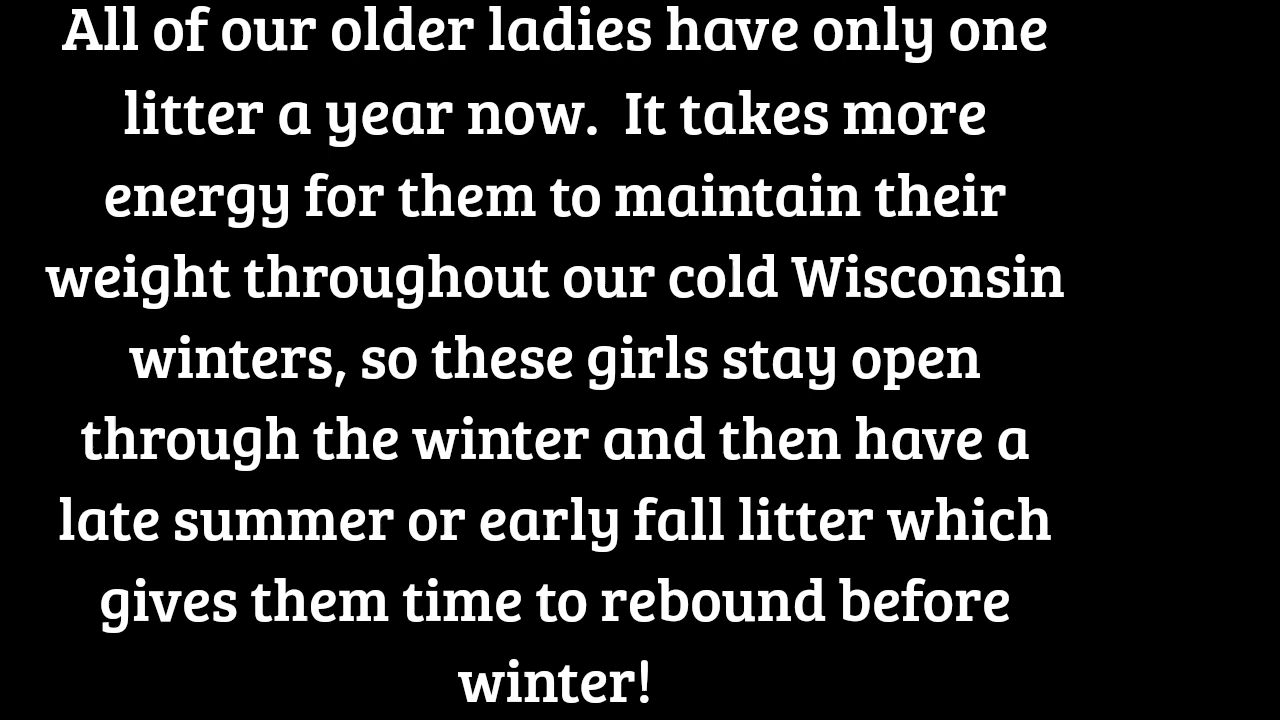 All of our older ladies have only one
litter a year now.  It takes more
energy for them to maintain their
weight throughout our cold Wisconsin
winters, so these girls stay open
through the winter and then have a
late summer or early fall litter which
gives them time to rebound before
winter!